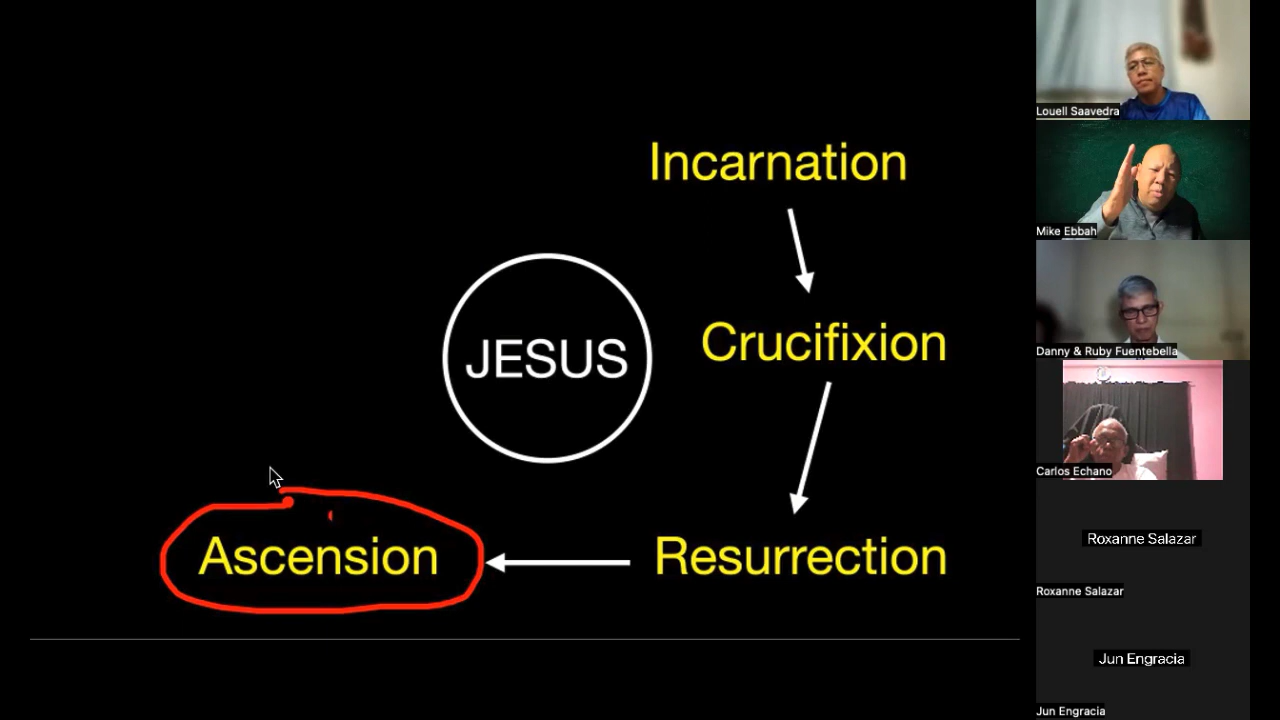 Incarnation
JESUS
Crucifixion
Ascension
Resurrection
Louell Saavedra
Mike Ebbah
Danny & Ruby Fuentebella
Carlos Echano
Roxanne Salazar
Roxanne Salazar
Jun Engracia
Jun Engracia